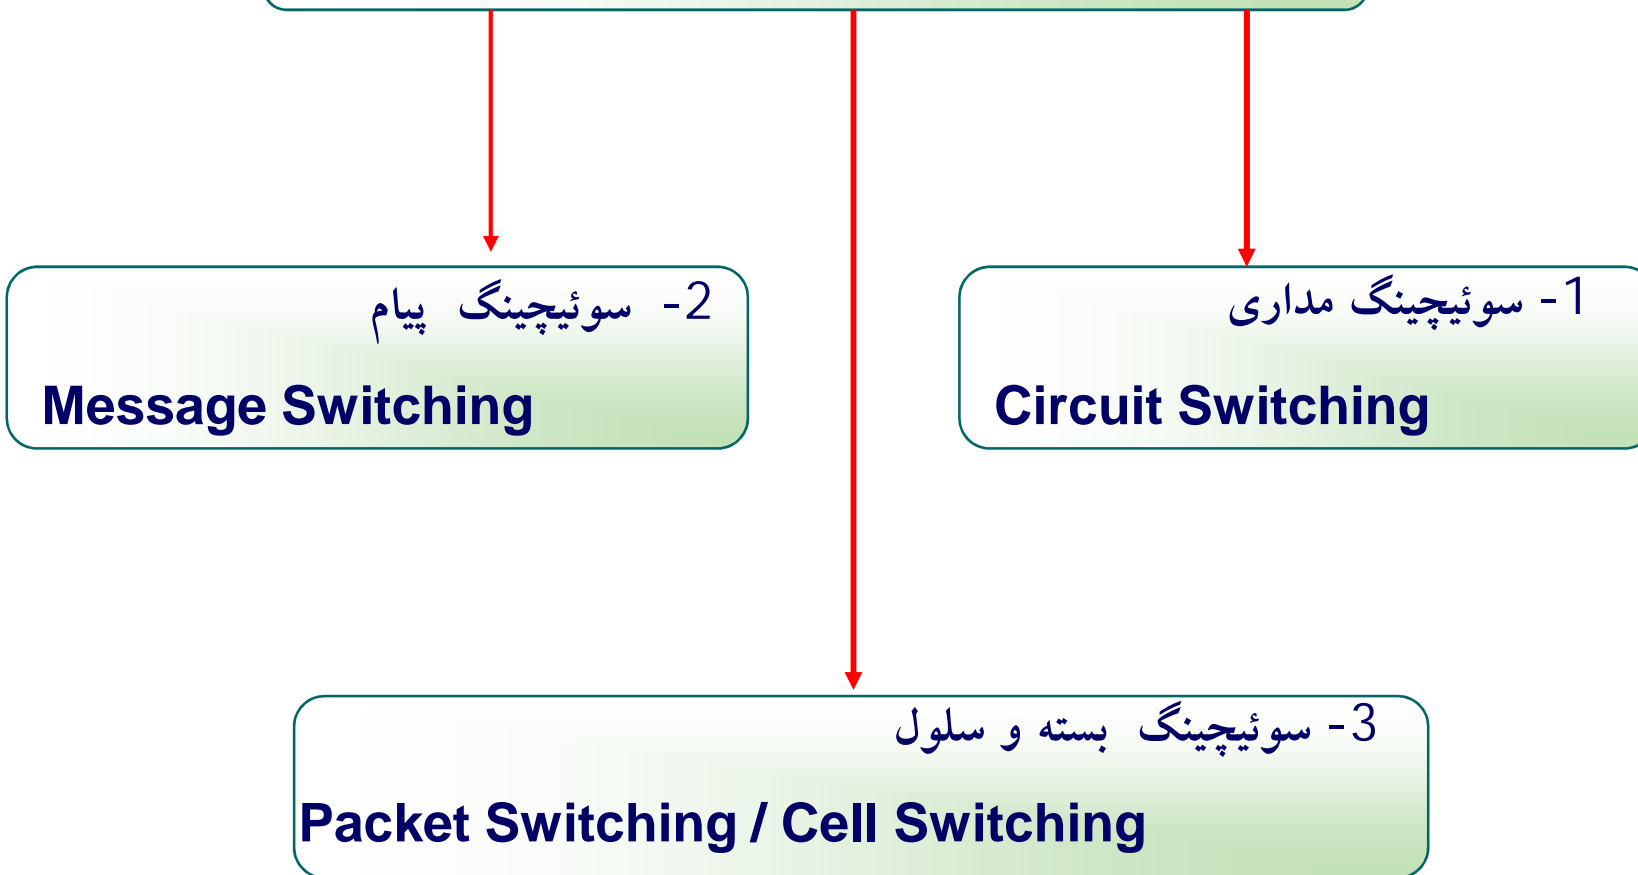 1- سوئیچینگ مداری
Circuit Switching
2- سوئیچینگ پیام
Message Switching
3- سوئیچینگ بسته و سلول
Packet Switching / Cell Switching